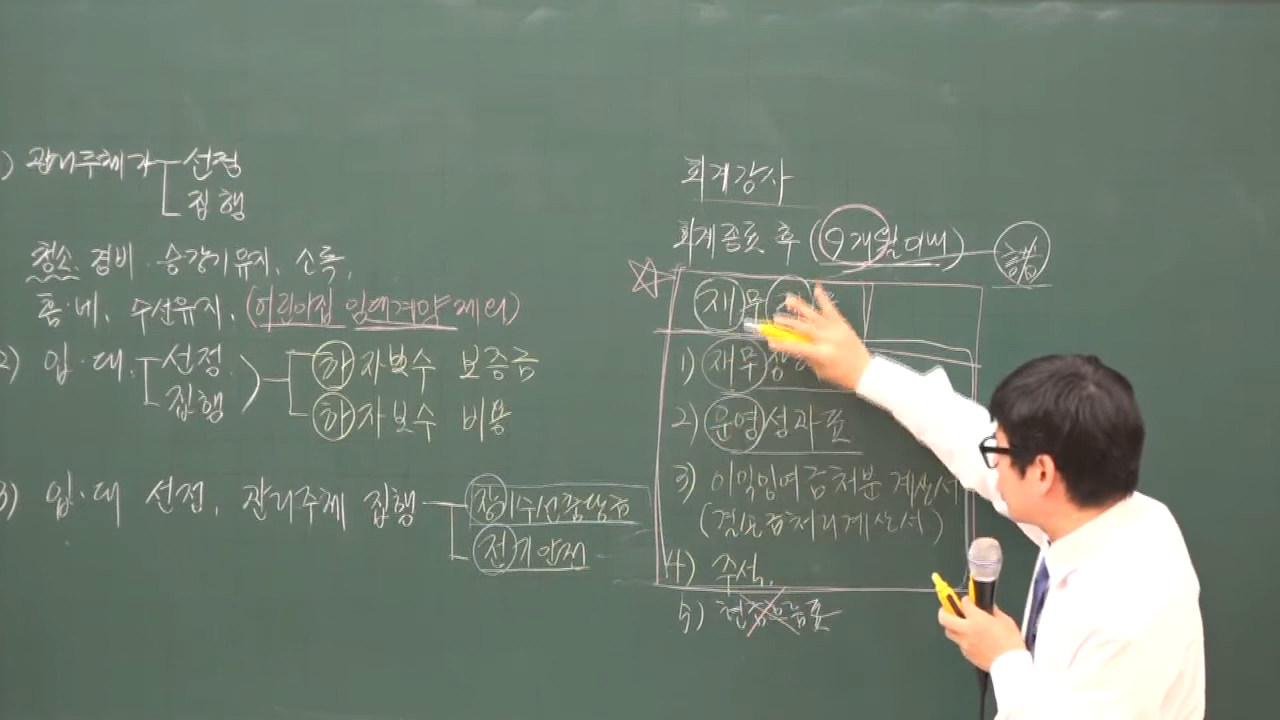 1) 관리주체가 선정
집행
청소. 경비. 승강기유지. 소독,
홈·네. 수선유지. (어린이집 임대계약 제외)
2) 입·대. 선정 하자보수 보증금
집행 하자보수 비용
3) 입·대 선정, 관리주체 집행 장기수선충당금
전기안전
회계감사
회계종료 후 (9개월이내)
재무
1) 재무상
2) 운영성과표
3) 이익잉여금처분계산서
(결손금처리계산서)
4) 주석.
5) 현금흐름표